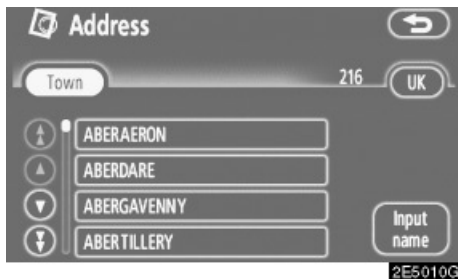 Address
Town
216
UK
ABERAERON
ABERDARE
ABERGAVENNY
ABERTILLERY
Input
name
2E5010G